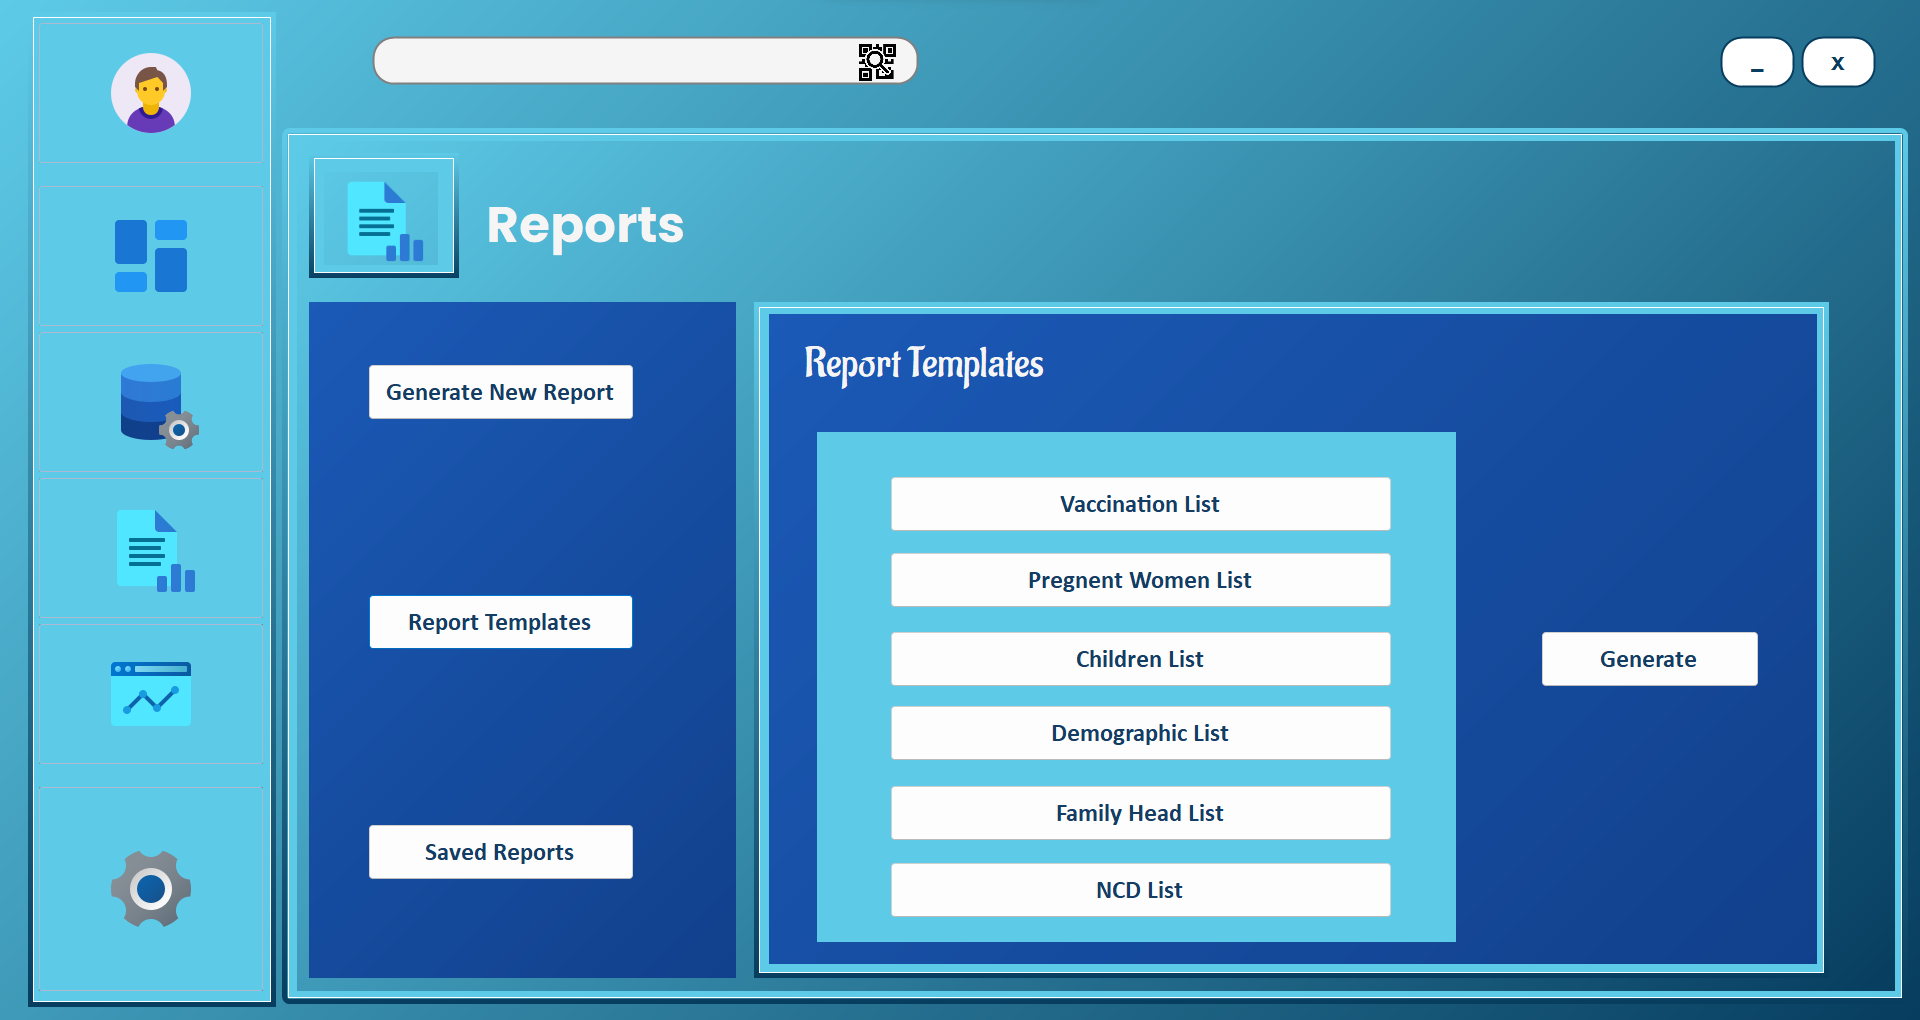 _
x
Reports
Generate New Report
Report Templates
Saved Reports
Report Templates
Vaccination List
Pregnent Women List
Children List
Demographic List
Family Head List
NCD List
Generate